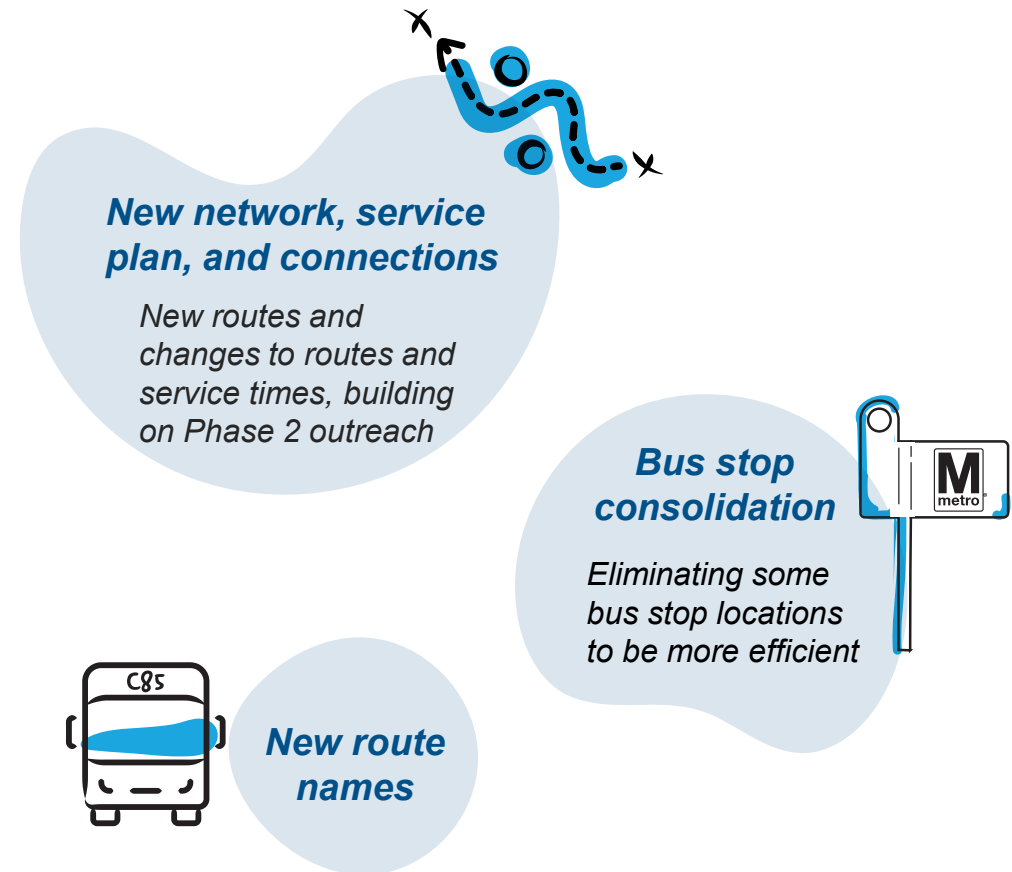 New network, service
plan, and connections
New routes and
changes to routes and
service times, building
on Phase 2 outreach
Bus stop
consolidation
Eliminating some
bus stop locations
to be more efficient
M
metro
C85
New route
names